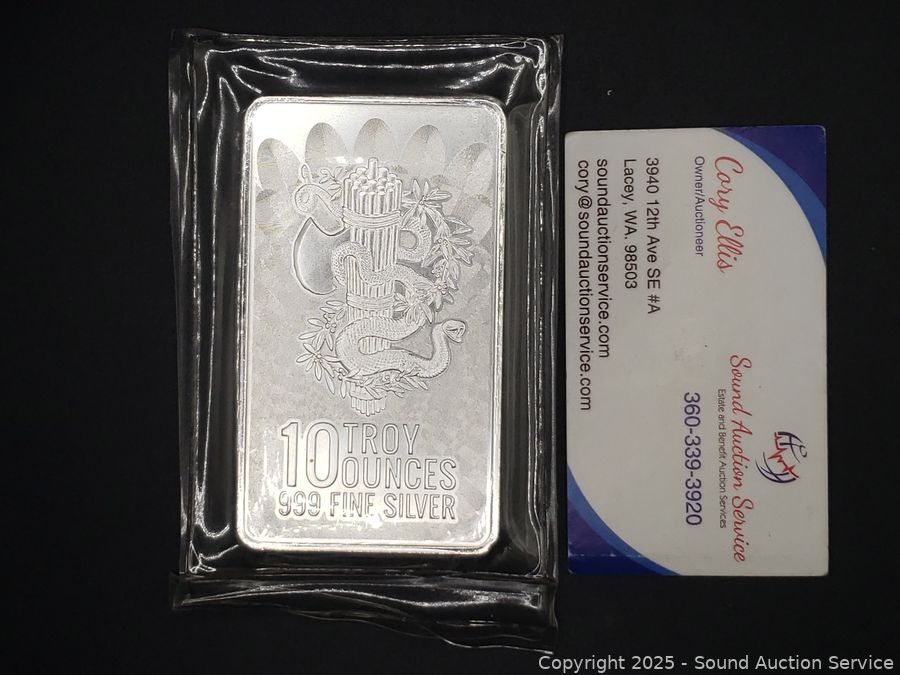 10 TROY
OUNCES
999 FINE SILVER
Cory Ellis
Owner/Auctioneer
3940 12th Ave SE #A
Lacey, WA. 98503
soundauctionservice.com
cory@soundauctionservice.com
Sound Auction Service
Estate and Benefit Auction Services
360-339-3920
Copyright 2025 - Sound Auction Service